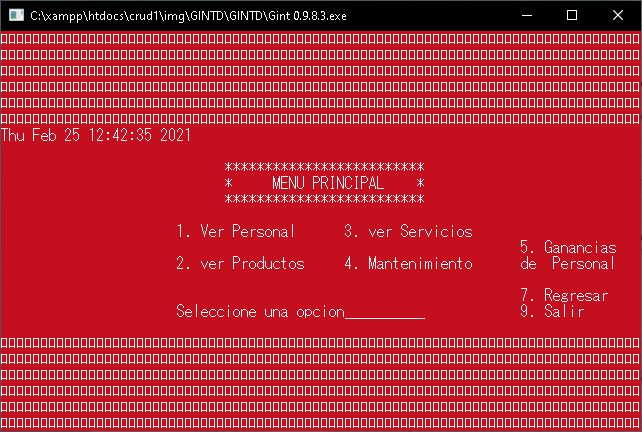 C:\xampp\htdocs\crud1\img\GINTD\GINTD\Gint 0.9.8.3.exe
Thu Feb 25 12:42:35 2021
*************************
* MENU PRINCIPAL *
*************************
1. Ver Personal 3. ver Servicios
5. Ganancias
2. ver Productos 4. Mantenimiento de Personal
7. Regresar
Seleccione una opcion__________ 9. Salir